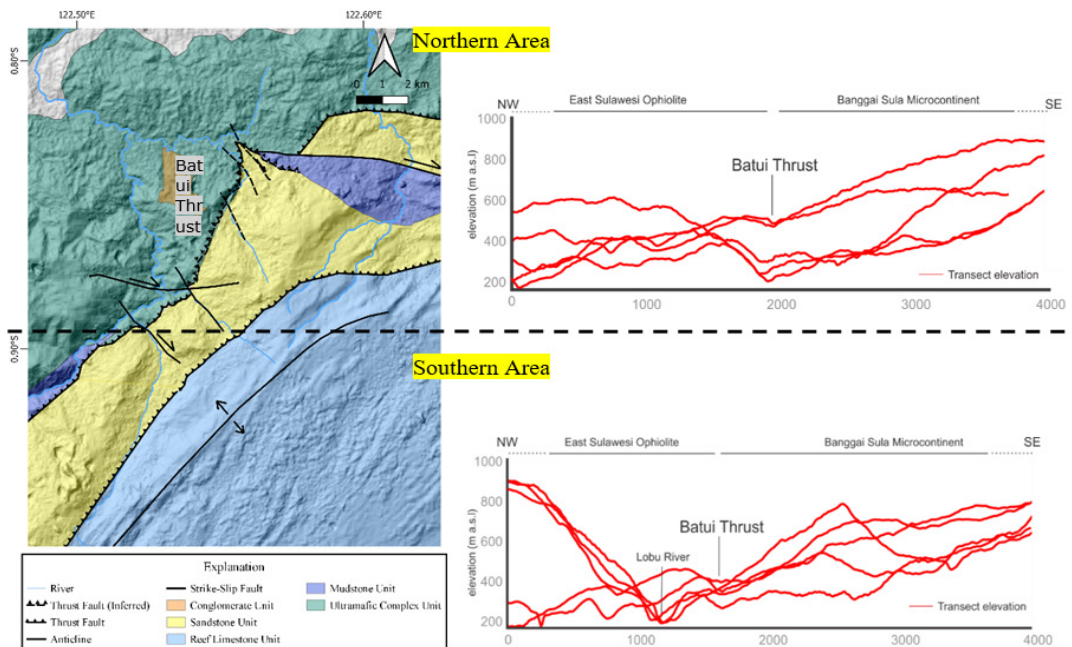 122.50°E
122.60°E
0.80°S
0.90°S
0 1 2 km
Bat
uir
Thr
ust
Northern Area
NW
East Sulawesi Ophiolite
Banggai Sula Microcontinent
SE
elevation (m a.s.l)
1000
800
600
400
200
Batui Thrust
Transect elevation
0
1000
2000
3000
4000
Southern Area
NW
East Sulawesi Ophiolite
Banggai Sula Microcontinent
SE
elevation (m a.s.l)
1000
800
600
400
200
Batui Thrust
Lobu River
Transect elevation
0
1000
2000
3000
4000
Explanation
River
Thrust Fault (Inferred)
Thrust Fault
Anticline
Strike-Slip Fault
Conglomerate Unit
Sandstone Unit
Reef Limestone Unit
Mudstone Unit
Ultramafic Complex Unit